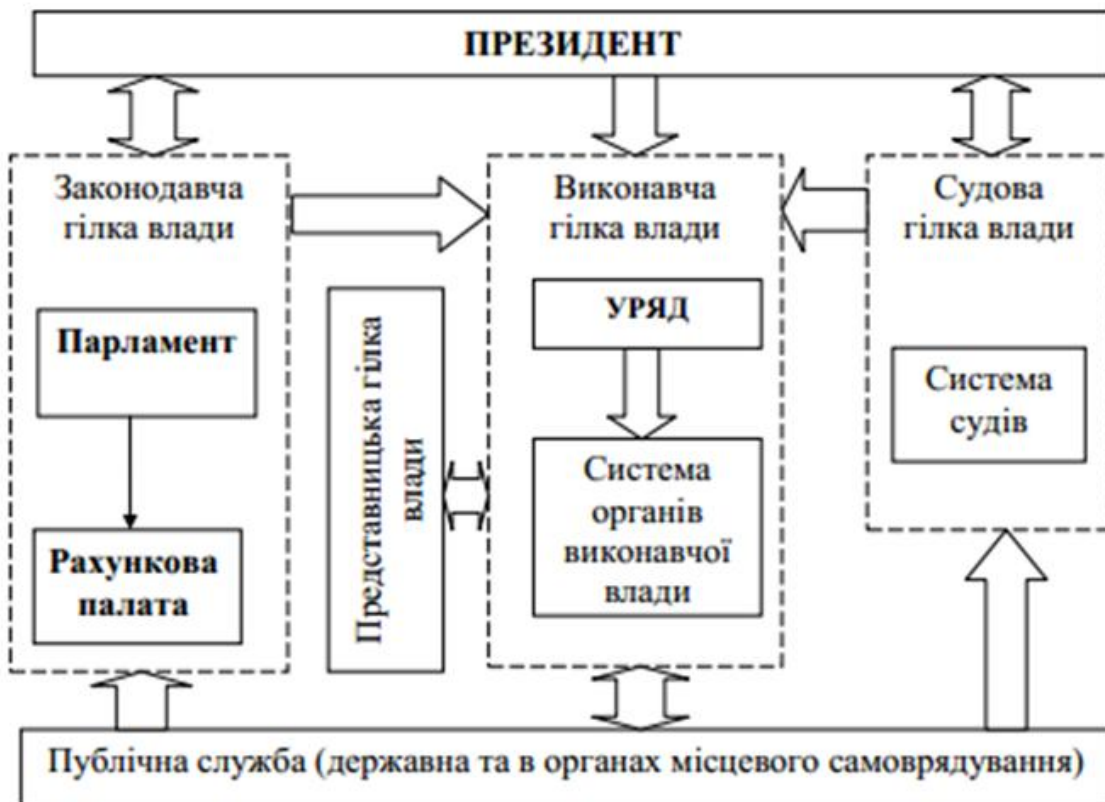 ПРЕЗИДЕНТ
Законодавча
гілка влади
Парламент
Рахункова
палата
Представницька гілка
влади
Виконавча
гілка влади
УРЯД
Система
органів
виконавчої
влади
Судова
гілка влади
Система
судів
Публічна служба (державна та в органах місцевого самоврядування)